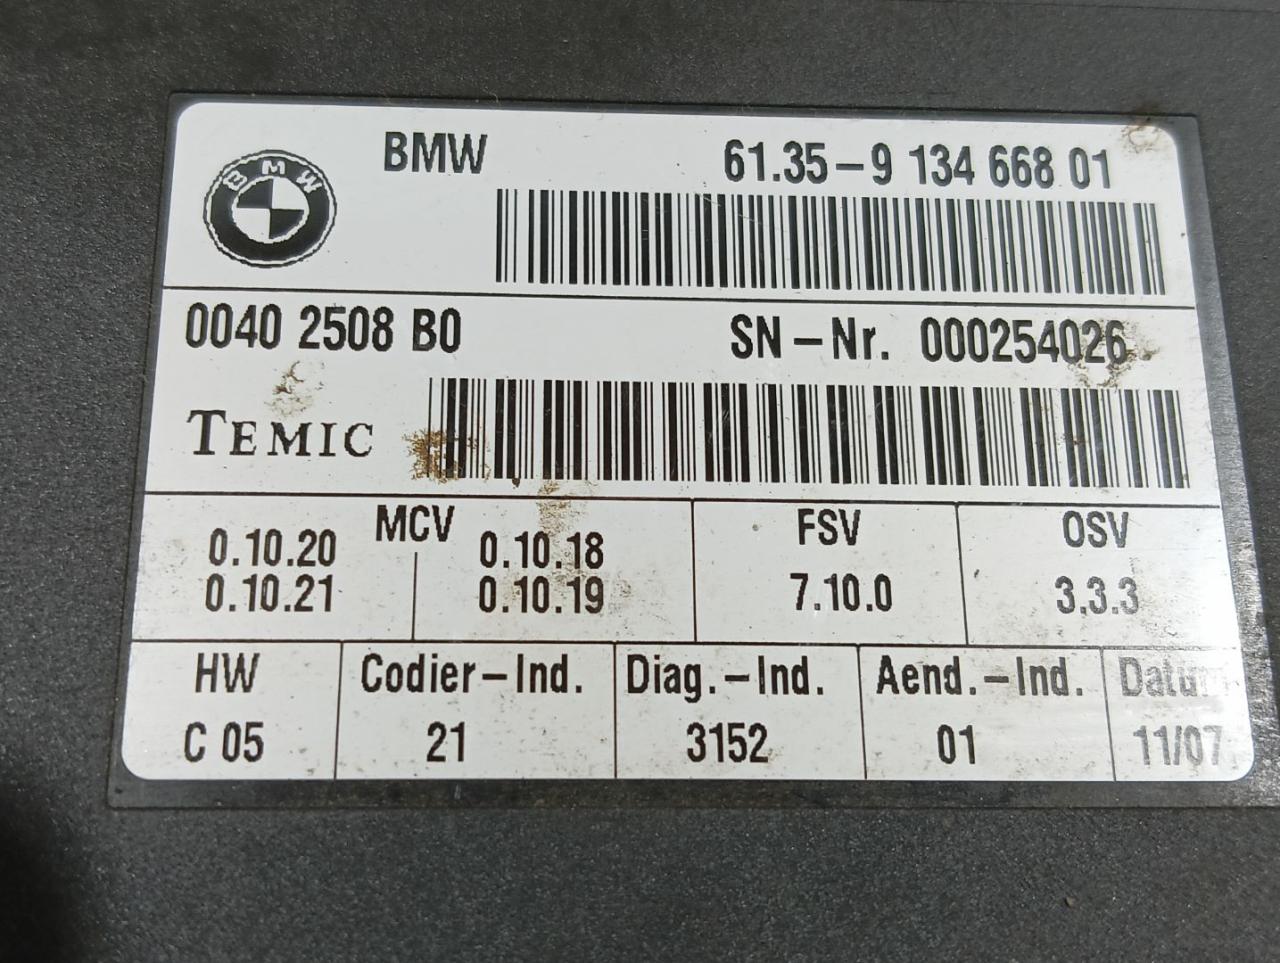 BMW
BMW 61.35-9 134 668 01
0040 2508 B0 SN-Nr. 000254026
TEMIC
MCV FSV OSV
0.10.20 0.10.18
0.10.21 0.10.19 7.10.0 3.3.3
HW Codier-Ind. Diag.-Ind. Aend.-Ind. Datum
C 05 21 3152 01 11/07